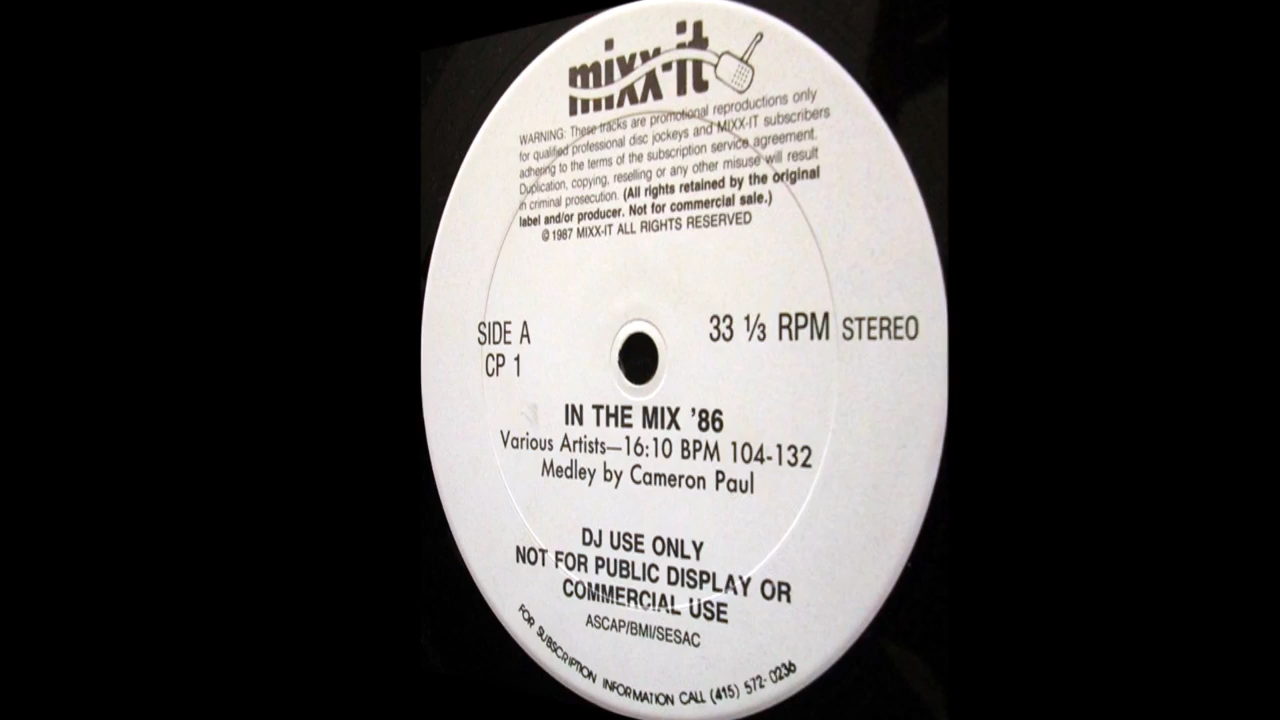 mixx-it
WARNING: These tracks are promotional reproductions only
for qualified professional disc jockeys and MIXX-IT subscribers
adhering to the terms of the subscription service agreement.
Duplication, copying, reselling or any other misuse will result
in criminal prosecution. (All rights retained by the original
label and/or producer. Not for commercial sale.)
© 1987 MIXX-IT ALL RIGHTS RESERVED
SIDE A
CP 1
33 ⅓ RPM STEREO
IN THE MIX '86
Various Artists—16:10 BPM 104-132
Medley by Cameron Paul
DJ USE ONLY
NOT FOR PUBLIC DISPLAY OR
COMMERCIAL USE
ASCAP/BMI/SESAC
FOR SUBSCRIPTION INFORMATION CALL (415) 572-0236